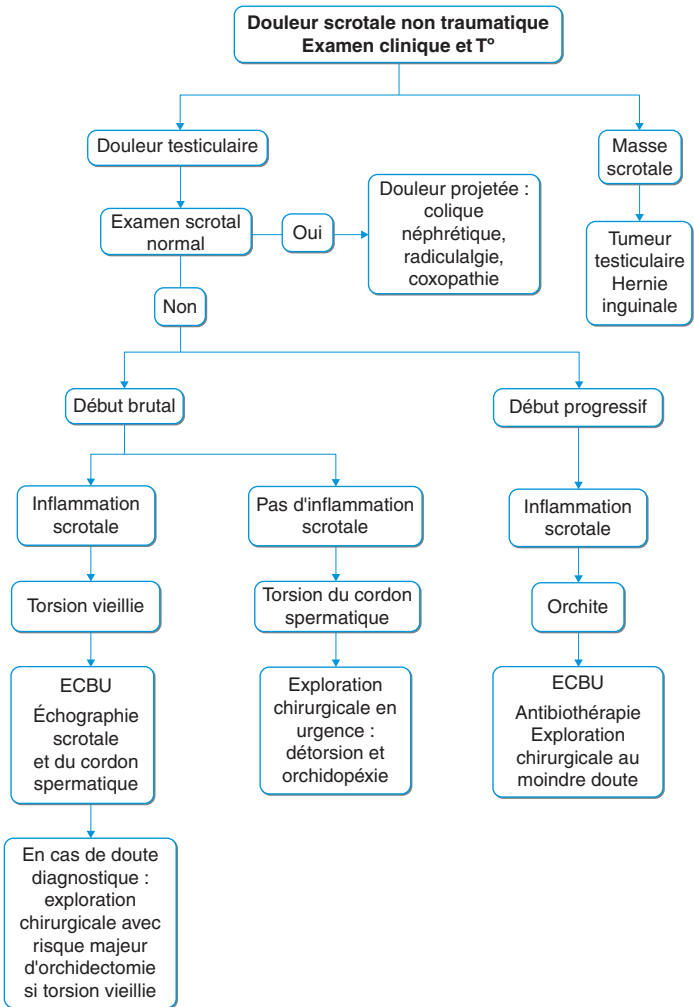 Douleur scrotale non traumatique
Examen clinique et T°
Douleur testiculaire
Masse
scrotale
Examen scrotal
normal
Oui
Douleur projetée :
colique
néphrétique,
radiculalgie,
coxopathie
Tumeur
testiculaire
Hernie
inguinale
Non
Début brutal
Début progressif
Inflammation
scrotale
Pas d'inflammation
scrotale
Inflammation
scrotale
Torsion vieillie
Torsion du cordon
spermatique
Orchite
ECBU
Échographie
scrotale
et du cordon
spermatique
Exploration
chirurgicale en
urgence :
détorsion et
orchidopéxie
ECBU
Antibiothérapie
Exploration
chirurgicale au
moindre doute
En cas de doute
diagnostique :
exploration
chirurgicale avec
risque majeur
d'orchidectomie
si torsion vieillie